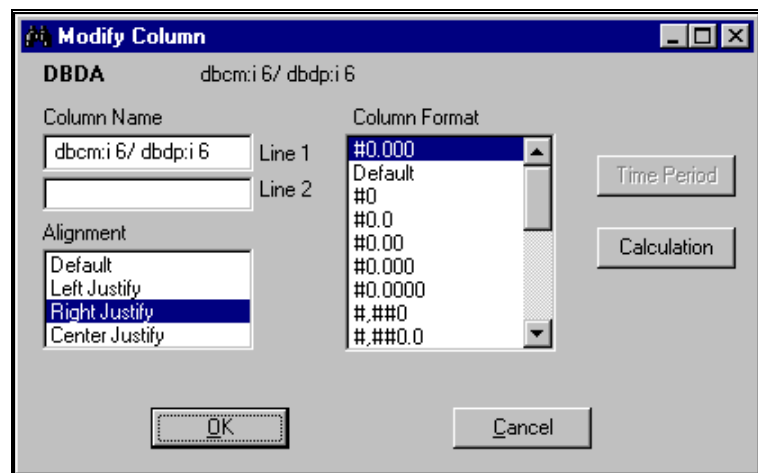 Modify Column
DBDA dbcm:i 6/ dbdp:i 6
Column Name
dbcm:i 6/ dbdp:i 6 Line 1
Line 2
Alignment
Default
Left Justify
Right Justify
Center Justify
Column Format
#0.000
Default
#0
#0.0
#0.00
#0.000
#0.0000
#,##0
#,##0.0
Time Period
Calculation
OK
Cancel